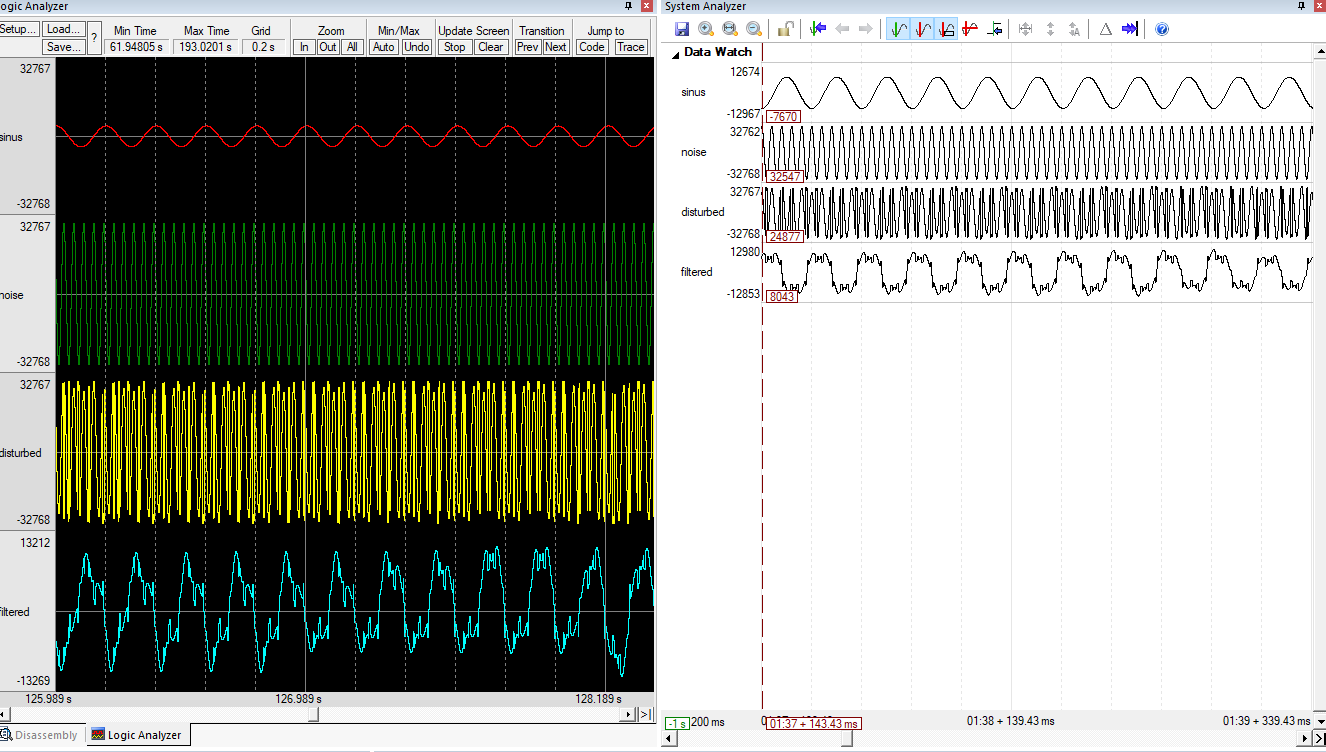 Logic Analyzer
Setup... Load... Min Time Max Time Grid Zoom Min/Max Update Screen Transition Jump to
Save... ? 61.94805 s 193.0201 s 0.2 s In Out All Auto Undo Stop Clear Prev Next Code Trace
32767
sinus
-32768
32767
noise
-32768
32767
disturbed
-32768
13212
filtered
-13269
125.989 s 126.989 s 128.189 s
Disassembly Logic Analyzer
System Analyzer
Data Watch
12674
sinus
-12967
-7670
32762
noise
-32768
32547
32767
disturbed
-32768
24877
12980
filtered
-12853
8043
-1 s 200 ms 01:37 + 143.43 ms 01:38 + 139.43 ms 01:39 + 339.43 ms